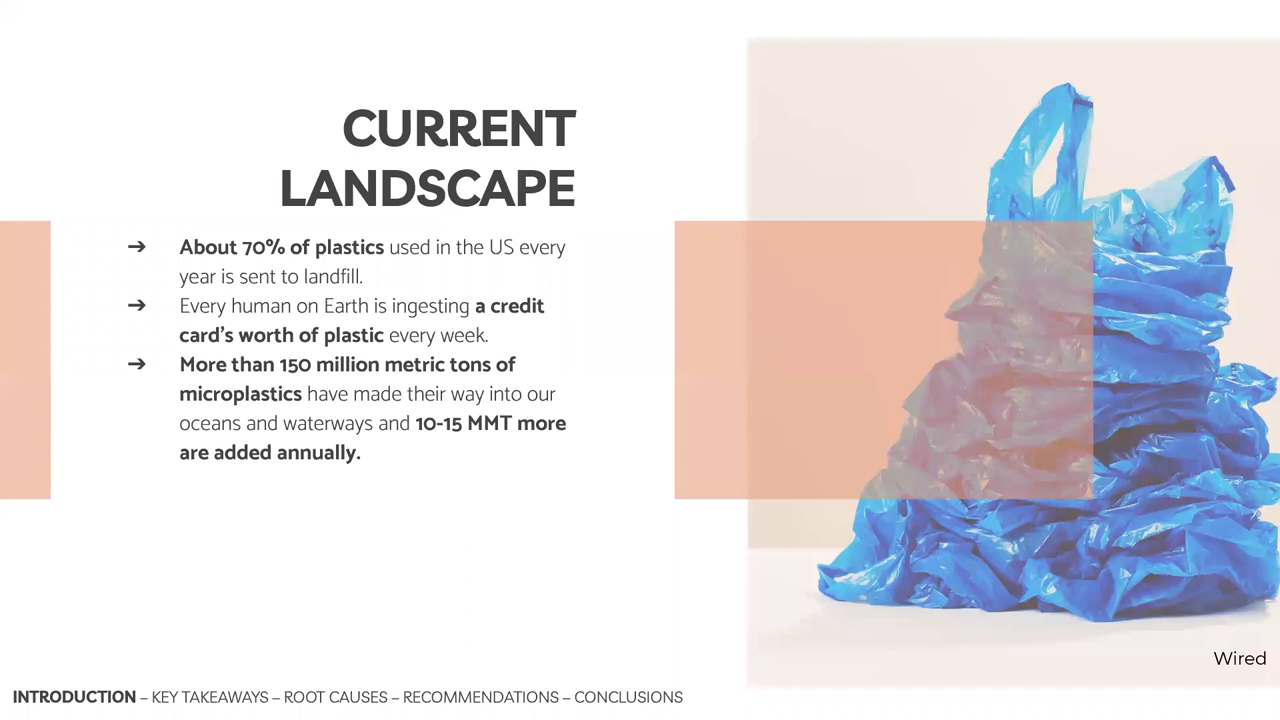 CURRENT
LANDSCAPE
➔ About 70% of plastics used in the US every
year is sent to landfill.
➔ Every human on Earth is ingesting a credit
card's worth of plastic every week.
➔ More than 150 million metric tons of
microplastics have made their way into our
oceans and waterways and 10-15 MMT more
are added annually.
Wired
INTRODUCTION – KEY TAKEAWAYS – ROOT CAUSES – RECOMMENDATIONS – CONCLUSIONS